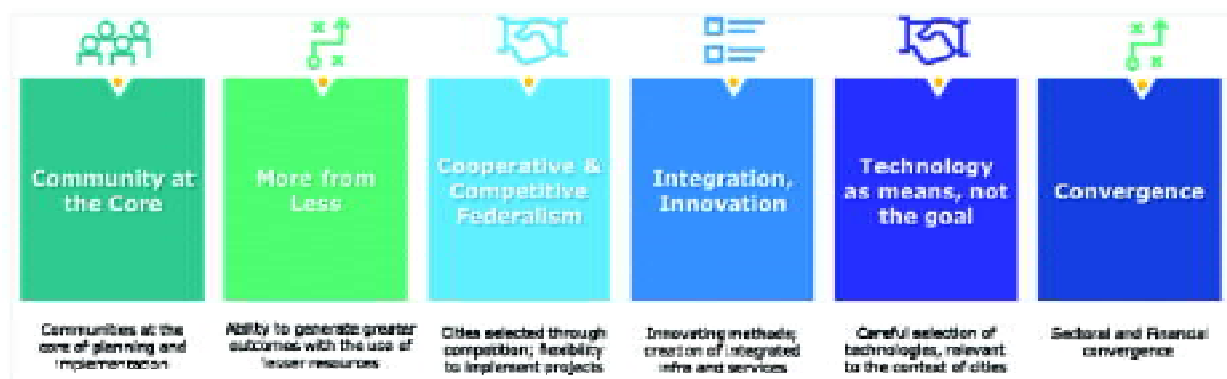 Community at
the Core
More from
Less
Cooperative &
Competitive
Federalism
Integration,
Innovation
Technology
as means, not
the goal
Convergence
Communities at the
core of planning and
implementation
Ability to generate greater
outcomes with the use of
lesser resources
Cities selected through
competition; flexibility
to implement projects
Innovating methods;
creation of integrated
infra and services
Careful selection of
technologies, relevant
to the context of cities
Sectoral and Financial
convergence